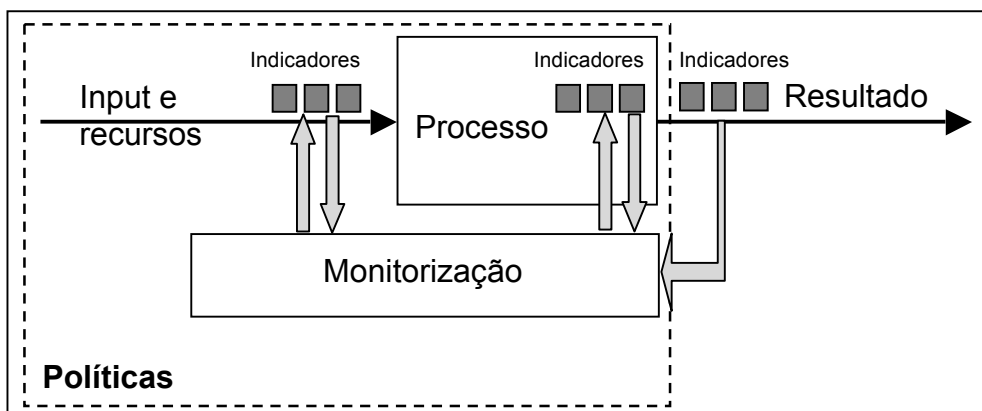 Indicadores
Indicadores
Indicadores
Input e
recursos
Processo
Resultado
Monitorização
Políticas